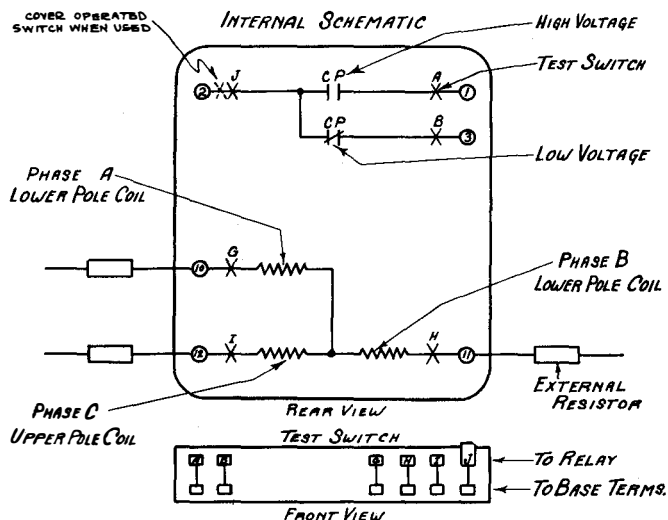 INTERNAL SCHEMATIC
COVER OPERATED
SWITCH WHEN USED
HIGH VOLTAGE
TEST SWITCH
2
J
CP
A
1
CP
B
3
LOW VOLTAGE
PHASE A
LOWER POLE COIL
PHASE B
LOWER POLE COIL
10
G
12
I
H
11
PHASE C
UPPER POLE COIL
EXTERNAL
RESISTOR
REAR VIEW
TEST SWITCH
A B G H I J
TO RELAY
TO BASE TERMS.
FRONT VIEW